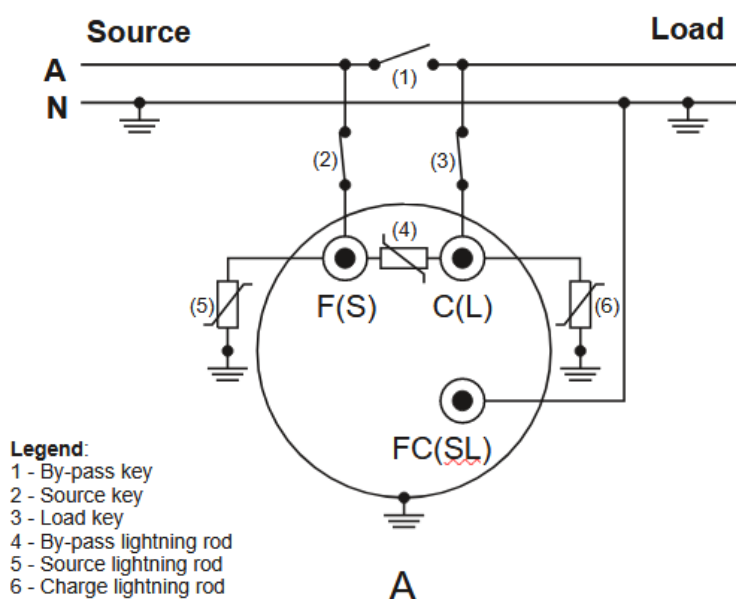 Source
Load
A
(1)
N
(2)
(3)
(4)
(5)
F(S)
C(L)
(6)
FC(SL)
Legend:
1 - By-pass key
2 - Source key
3 - Load key
4 - By-pass lightning rod
5 - Source lightning rod
6 - Charge lightning rod
A